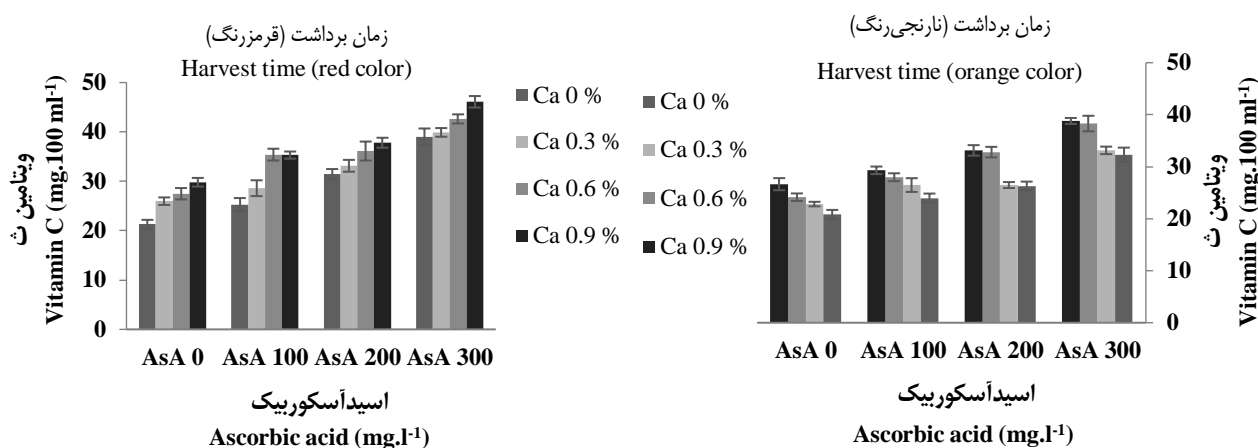 زمان برداشت (قرمزرنگ)
Harvest time (red color)
ویتامین ث
Vitamin C (mg.100 ml-1)
50
40
30
20
10
0
AsA 0 AsA 100 AsA 200 AsA 300
اسیدآسکوربیک
Ascorbic acid (mg.l-1)
Ca 0 %
Ca 0.3 %
Ca 0.6 %
Ca 0.9 %
زمان برداشت (نارنجی‌رنگ)
Harvest time (orange color)
Ca 0 %
Ca 0.3 %
Ca 0.6 %
Ca 0.9 %
50
40
30
20
10
0
ویتامین ث
Vitamin C (mg.100 ml-1)
AsA 0 AsA 100 AsA 200 AsA 300
اسیدآسکوربیک
Ascorbic acid (mg.l-1)